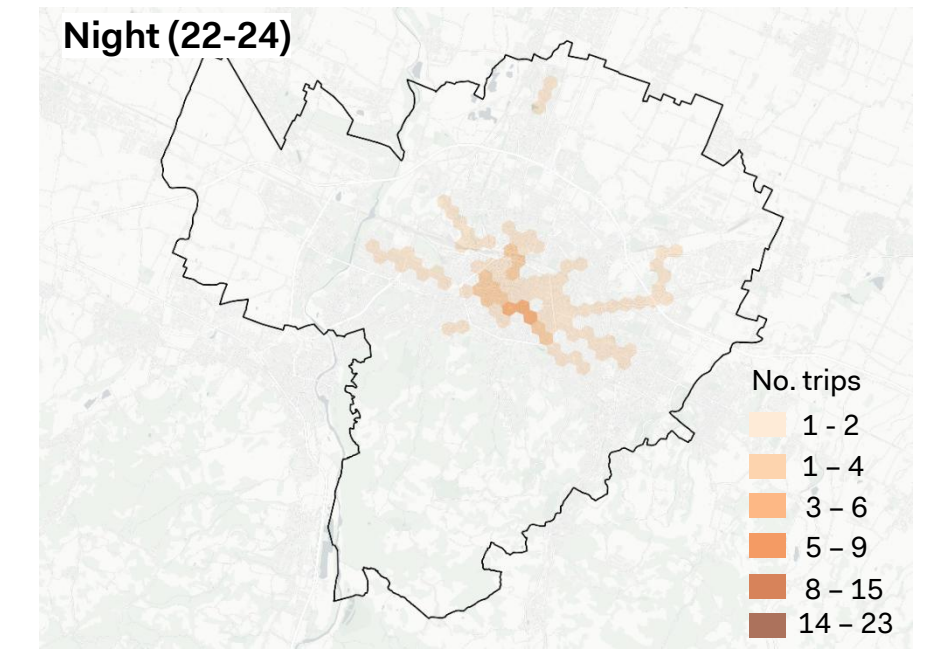 Night (22-24)
No. trips
1 - 2
1 – 4
3 – 6
5 – 9
8 – 15
14 – 23